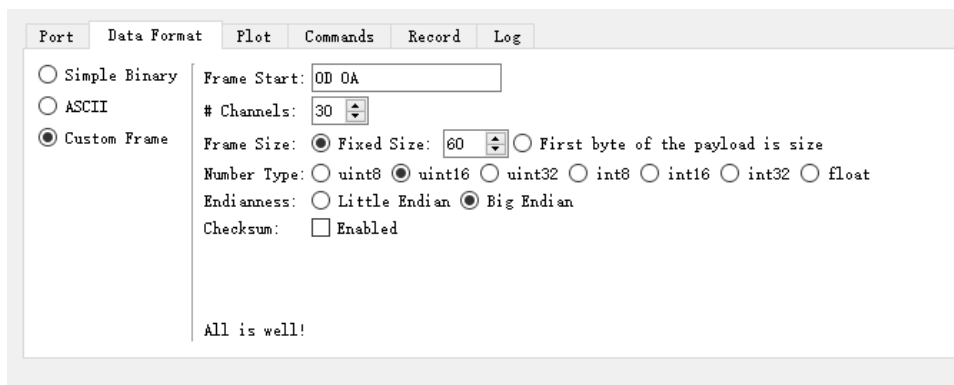 Port Data Format Plot Commands Record Log
Simple Binary
ASCII
Custom Frame
Frame Start: 0D 0A
# Channels: 30
Frame Size: Fixed Size: 60 First byte of the payload is size
Number Type: uint8 uint16 uint32 int8 int16 int32 float
Endianness: Little Endian Big Endian
Checksum: Enabled
All is well!